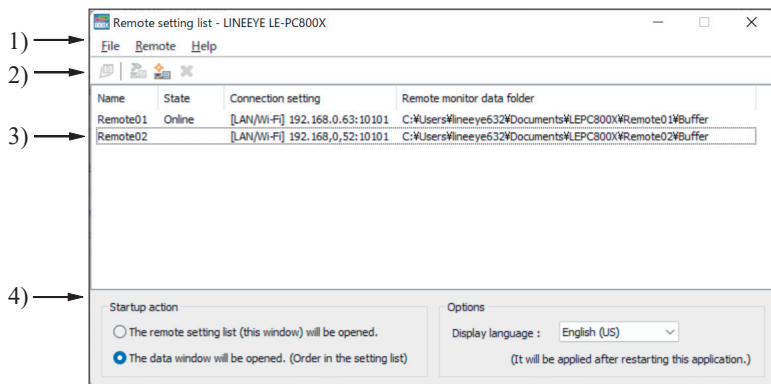 Remote setting list - LINEEYE LE-PC800X
1)
File Remote Help
2)
Name State Connection setting Remote monitor data folder
Remote01 Online [LAN/Wi-Fi] 192.168.0.63:10101 C:¥Users¥lineeye632¥Documents¥LEPC800X¥Remote01¥Buffer
3)
Remote02 [LAN/Wi-Fi] 192,168,0,52:10101 C:¥Users¥lineeye632¥Documents¥LEPC800X¥Remote02¥Buffer
4)
Startup action Options
The remote setting list (this window) will be opened. Display language : English (US)
The data window will be opened. (Order in the setting list) (It will be applied after restarting this application.)